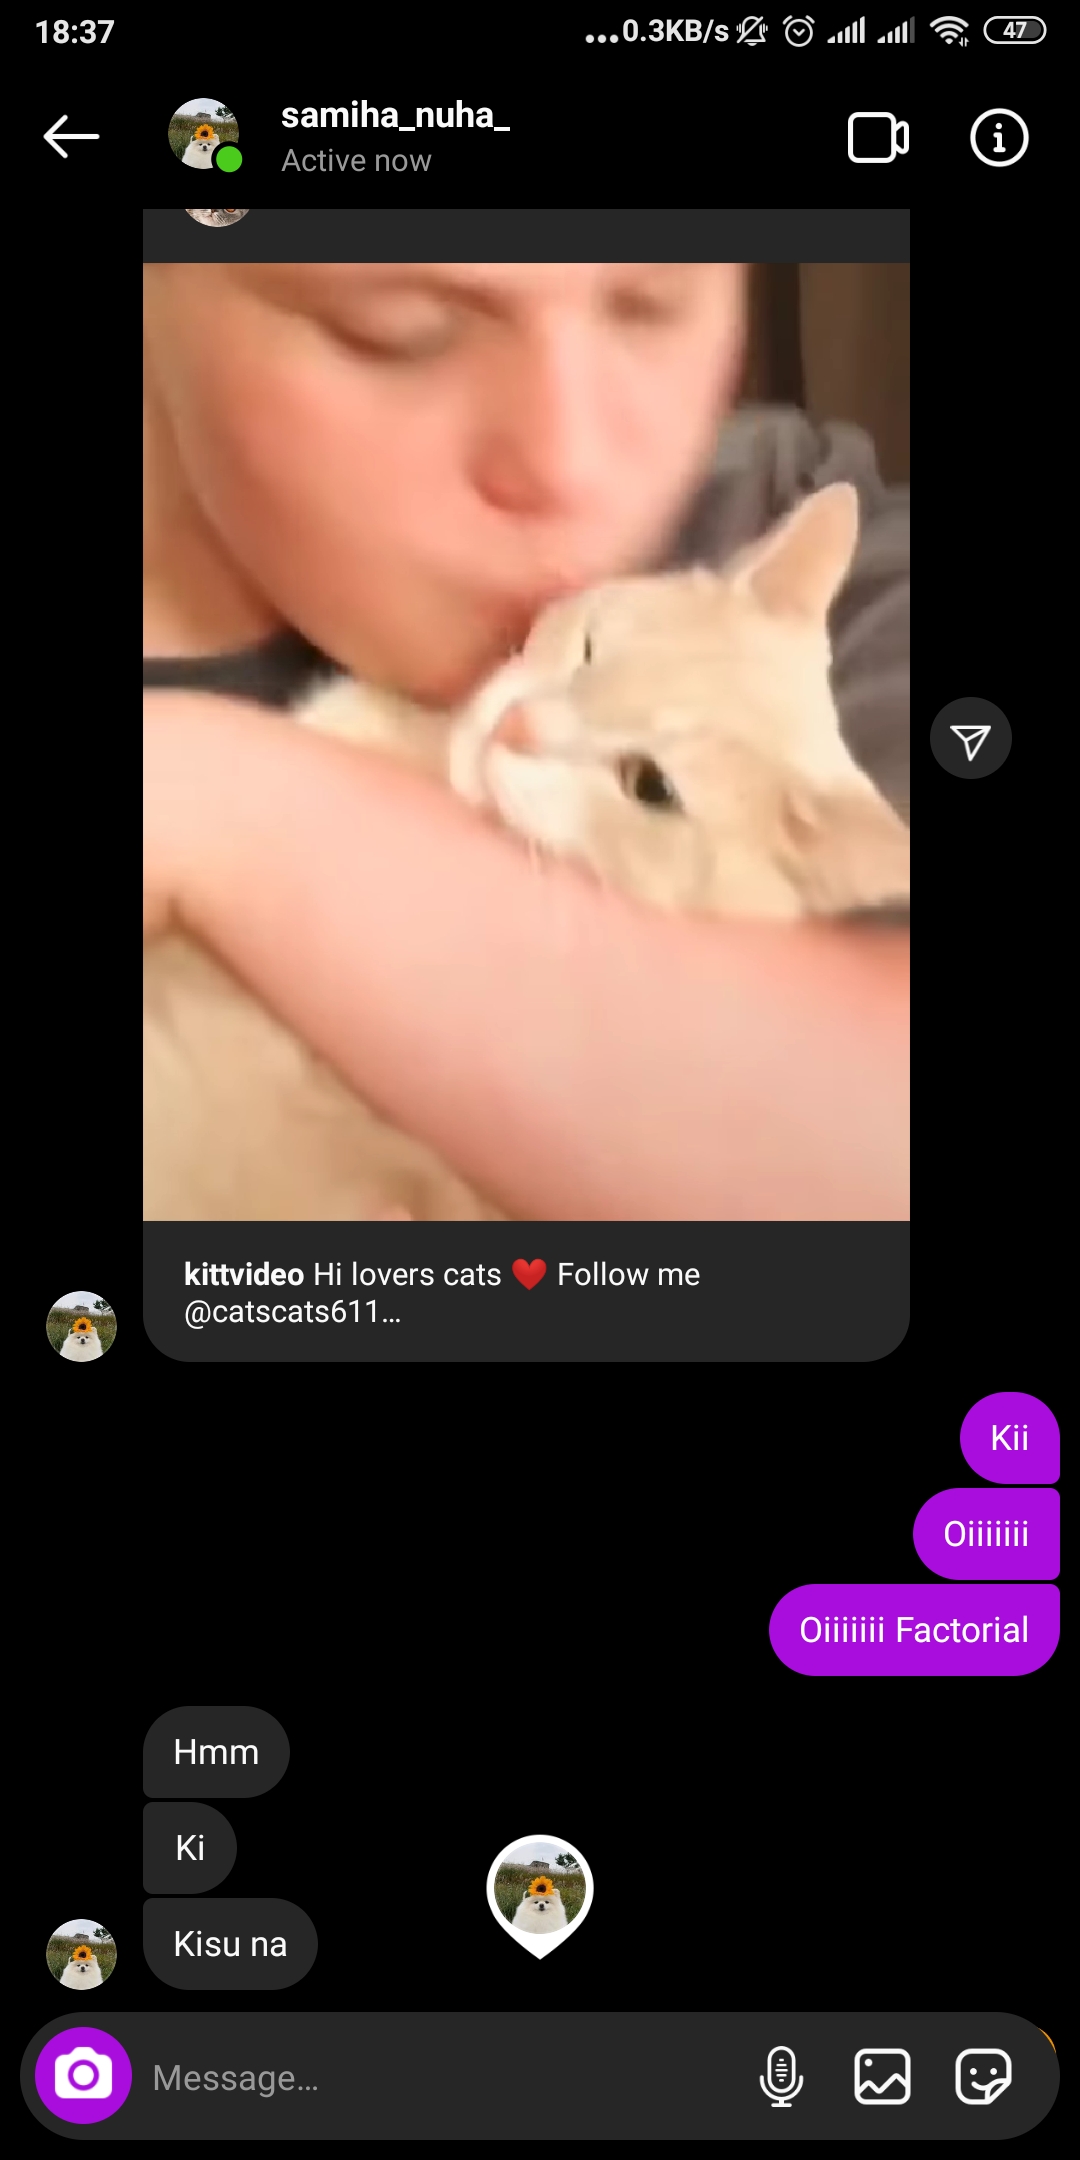 18:37
...0.3KB/s
47
samiha_nuha_
Active now
kittvideo Hi lovers cats ❤️ Follow me
@catscats611...
Kii
Oiiiiiii
Oiiiiiii Factorial
Hmm
Ki
Kisu na
Message...